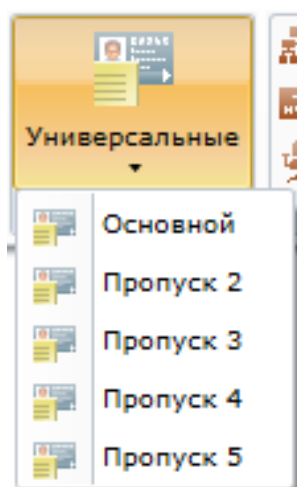 Универсальные
Основной
Пропуск 2
Пропуск 3
Пропуск 4
Пропуск 5